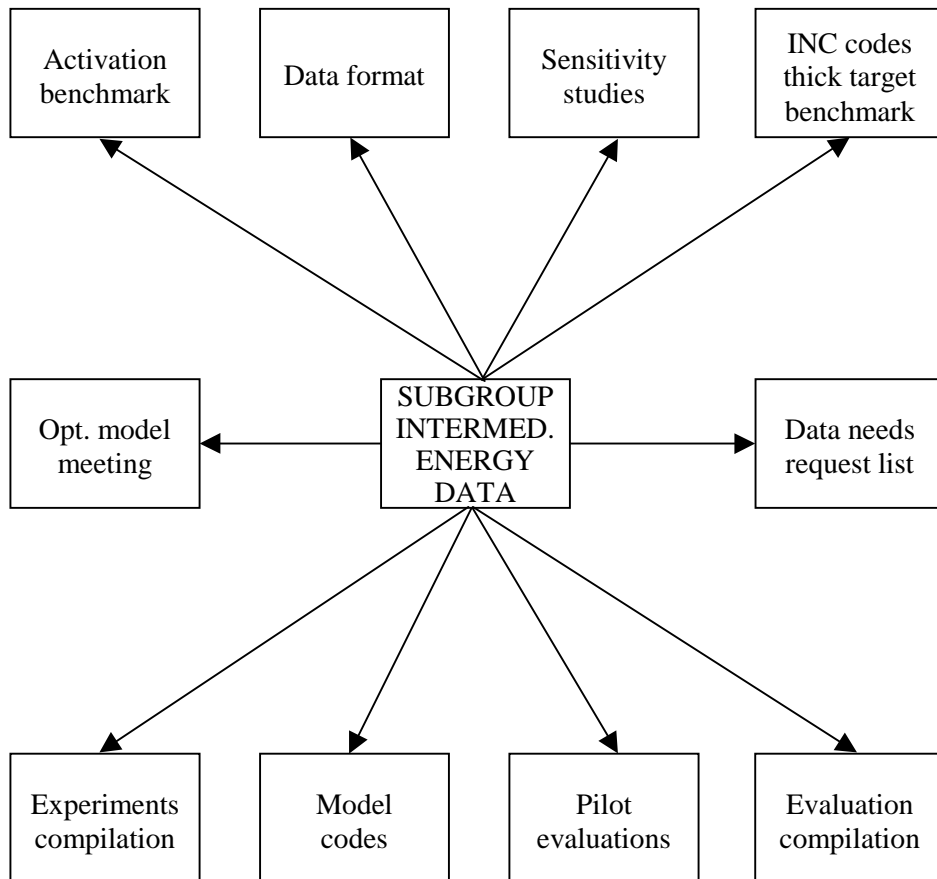 Activation
benchmark
Data format
Sensitivity
studies
INC codes
thick target
benchmark
Opt. model
meeting
SUBGROUP
INTERMED.
ENERGY
DATA
Data needs
request list
Experiments
compilation
Model
codes
Pilot
evaluations
Evaluation
compilation